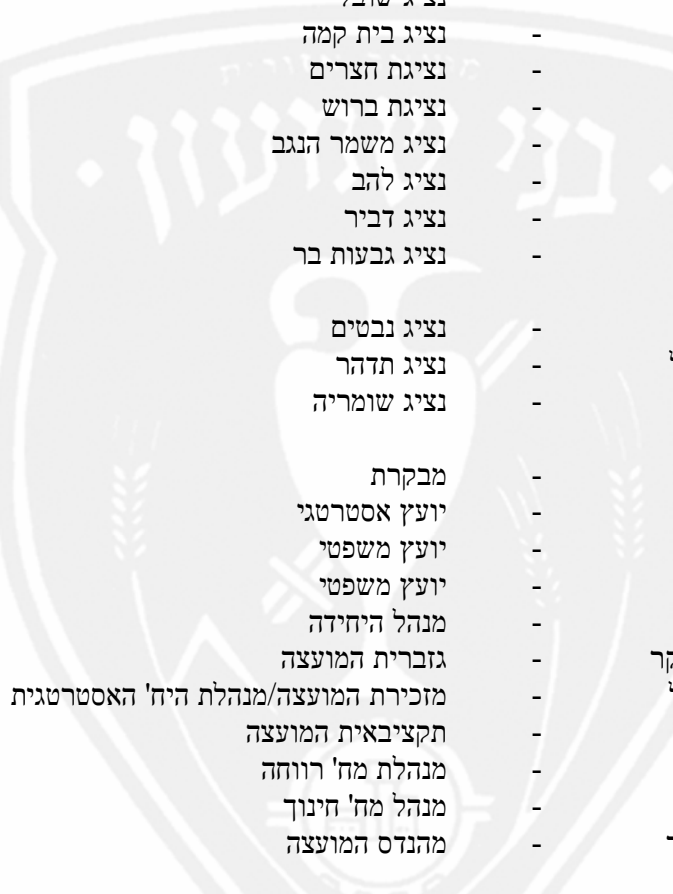 - נציג בית קמה
- נציגת חצרים
- נציגת ברוש
- נציג משמר הנגב
- נציג להב
- נציג דביר
- נציג גבעות בר
- נציג נבטים
- נציג תדהר
- נציג שומריה
- מבקרת
- יועץ אסטרטגי
- יועץ משפטי
- יועץ משפטי
- מנהל היחידה
- גזברית המועצה
- מזכירת המועצה/מנהלת היח' האסטרטגית
- תקציבאית המועצה
- מנהלת מח' רווחה
- מנהל מח' חינוך
- מהנדס המועצה
בני שמעון